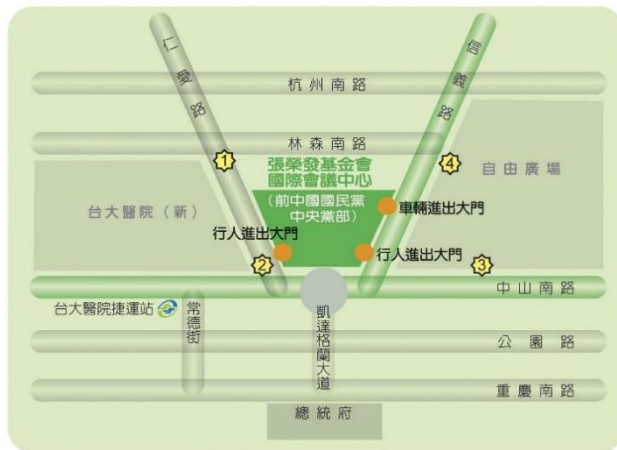 仁愛路
信義路
杭州南路
林森南路
1
4
張榮發基金會
國際會議中心
自由廣場
(前中國國民黨
中央黨部)
車輛進出大門
台大醫院(新)
行人進出大門
行人進出大門
2
3
中山南路
台大醫院捷運站
常德街
凱達格蘭大道
公園路
重慶南路
總統府